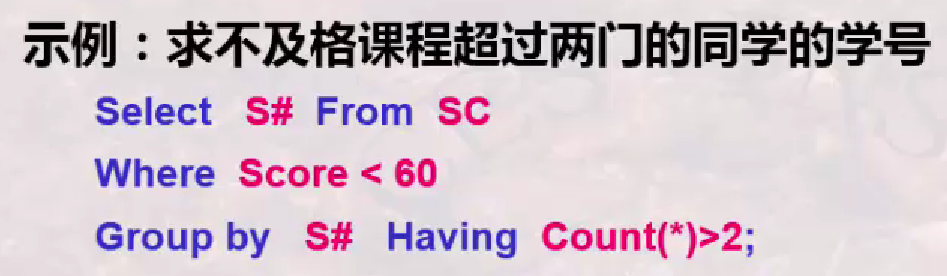 示例：求不及格课程超过两门的同学的学号
Select S# From SC
Where Score < 60
Group by S# Having Count(*)>2;